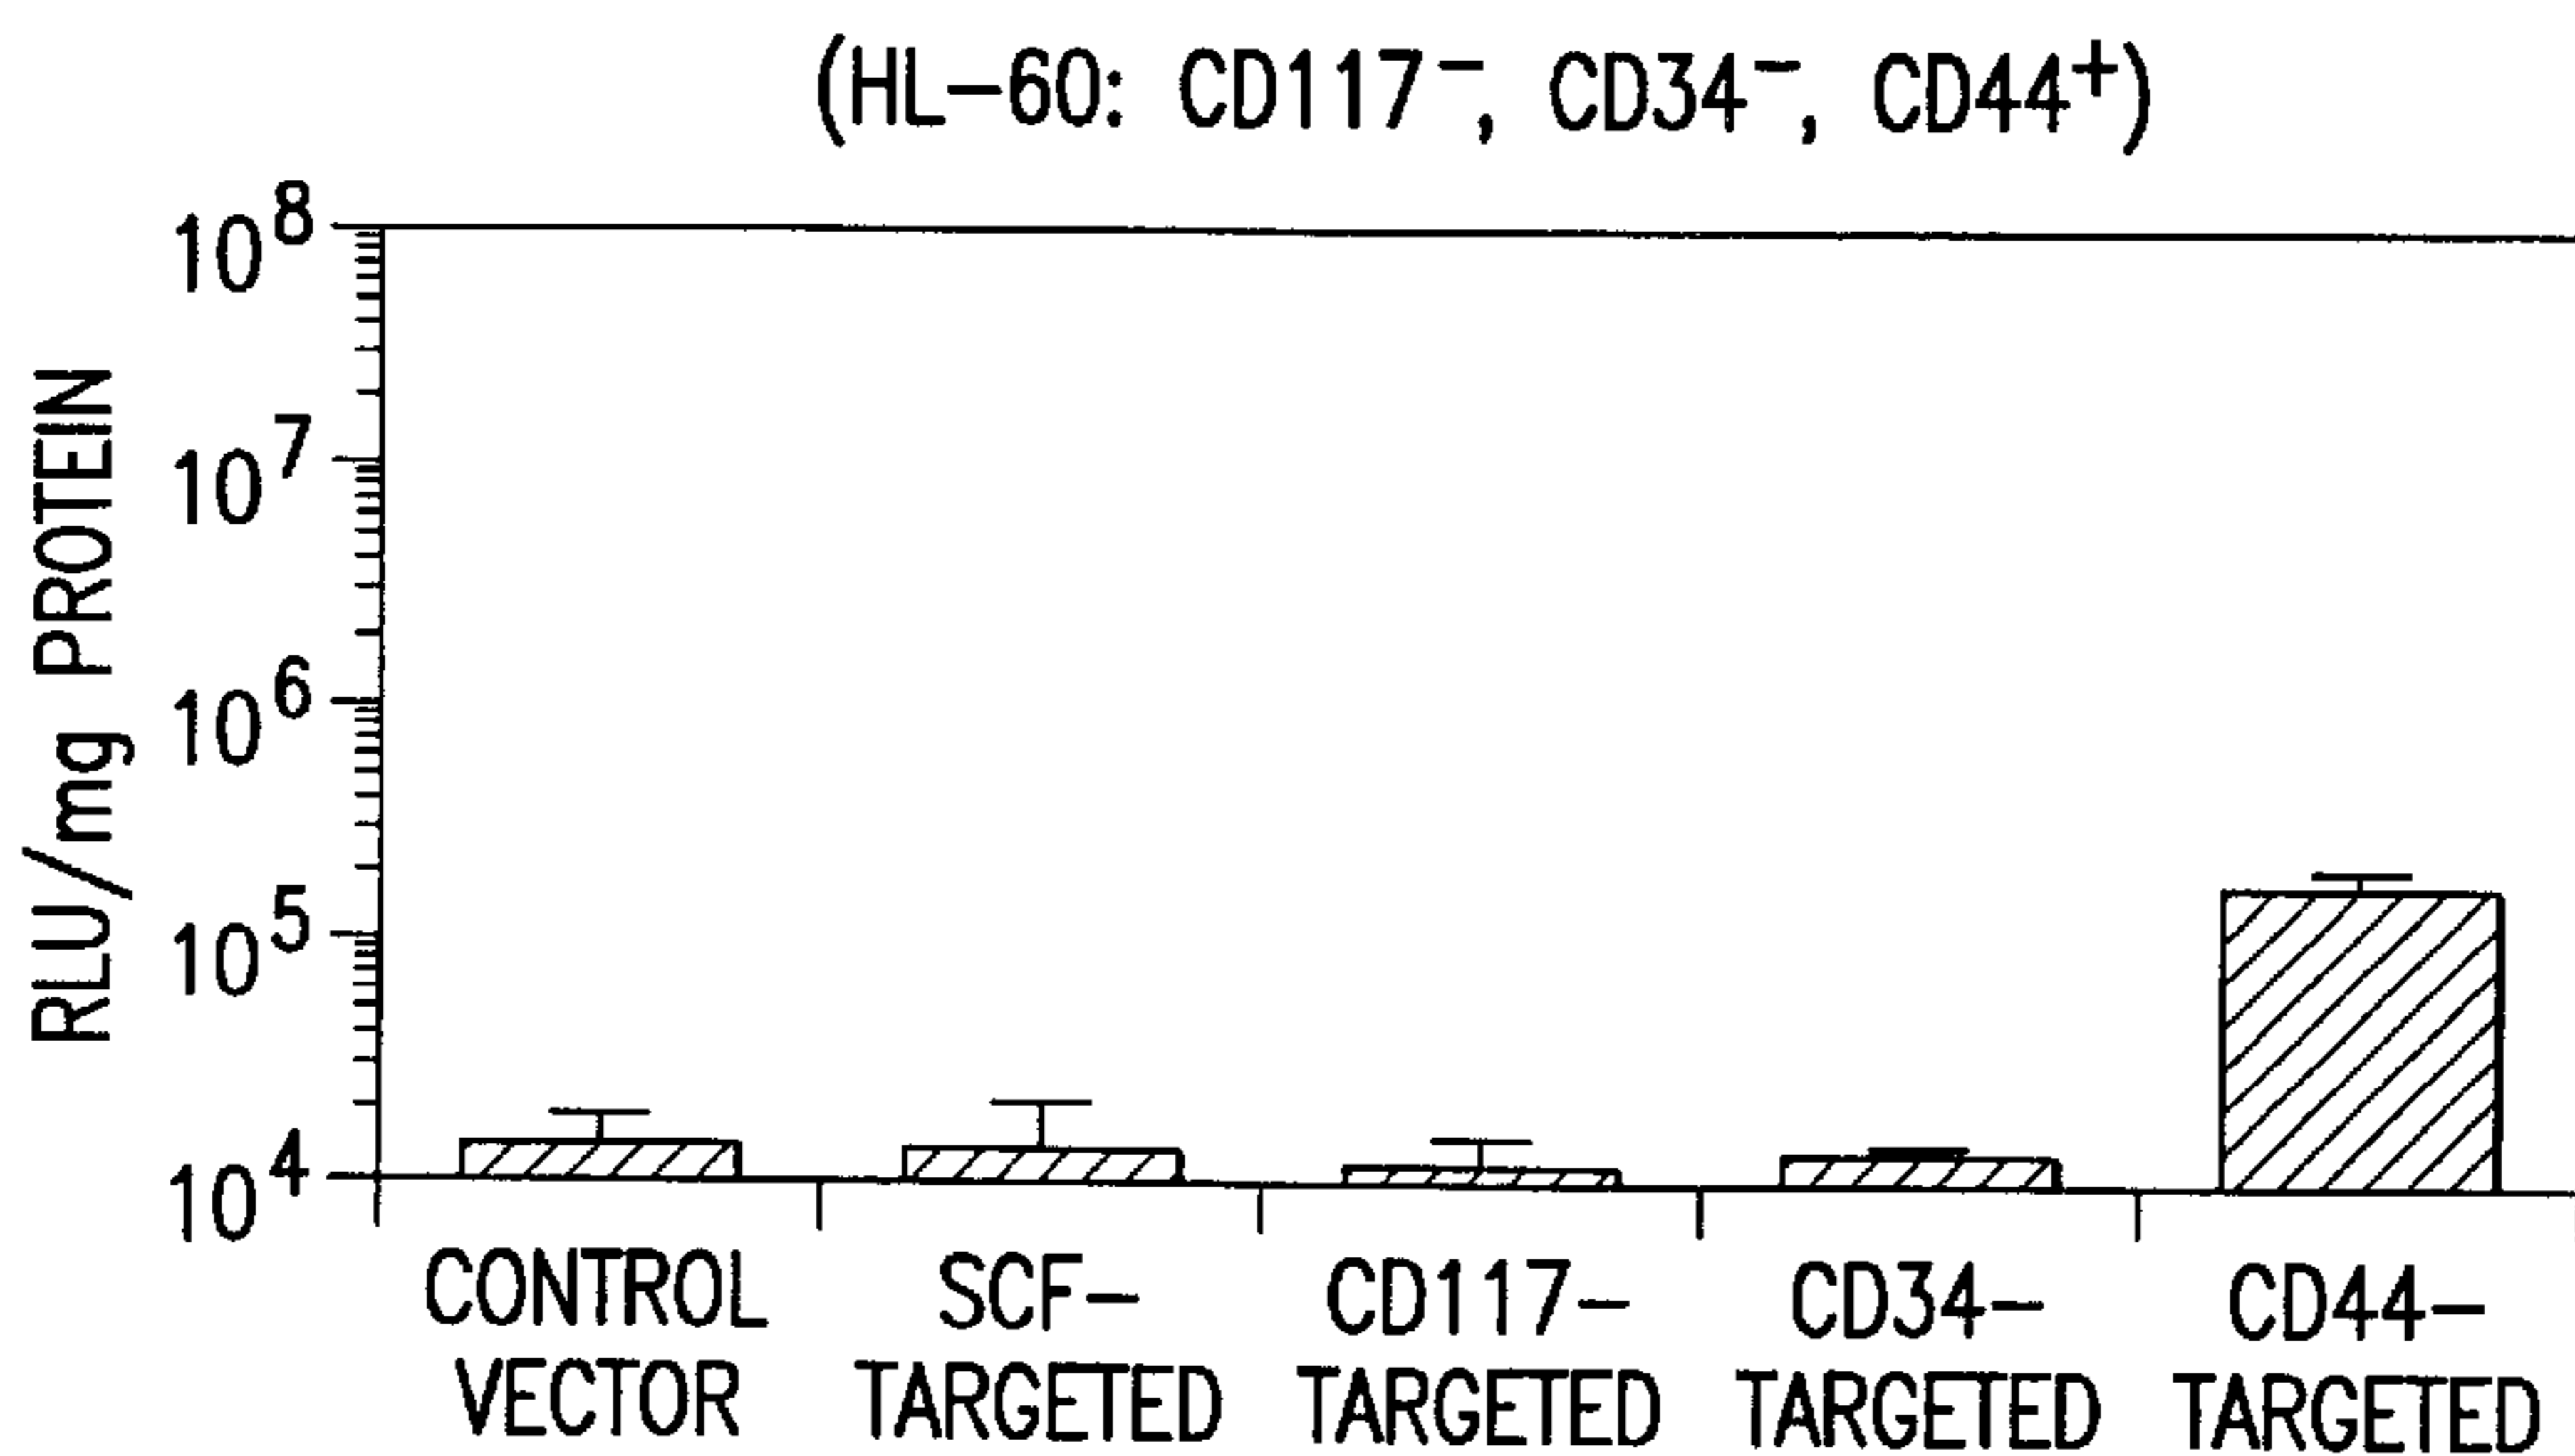 (HL-60: CD117⁻, CD34⁻, CD44⁺)
10⁸
10⁷
10⁶
10⁵
10⁴
RLU/mg PROTEIN
CONTROL
VECTOR
SCF-
TARGETED
CD117-
TARGETED
CD34-
TARGETED
CD44-
TARGETED